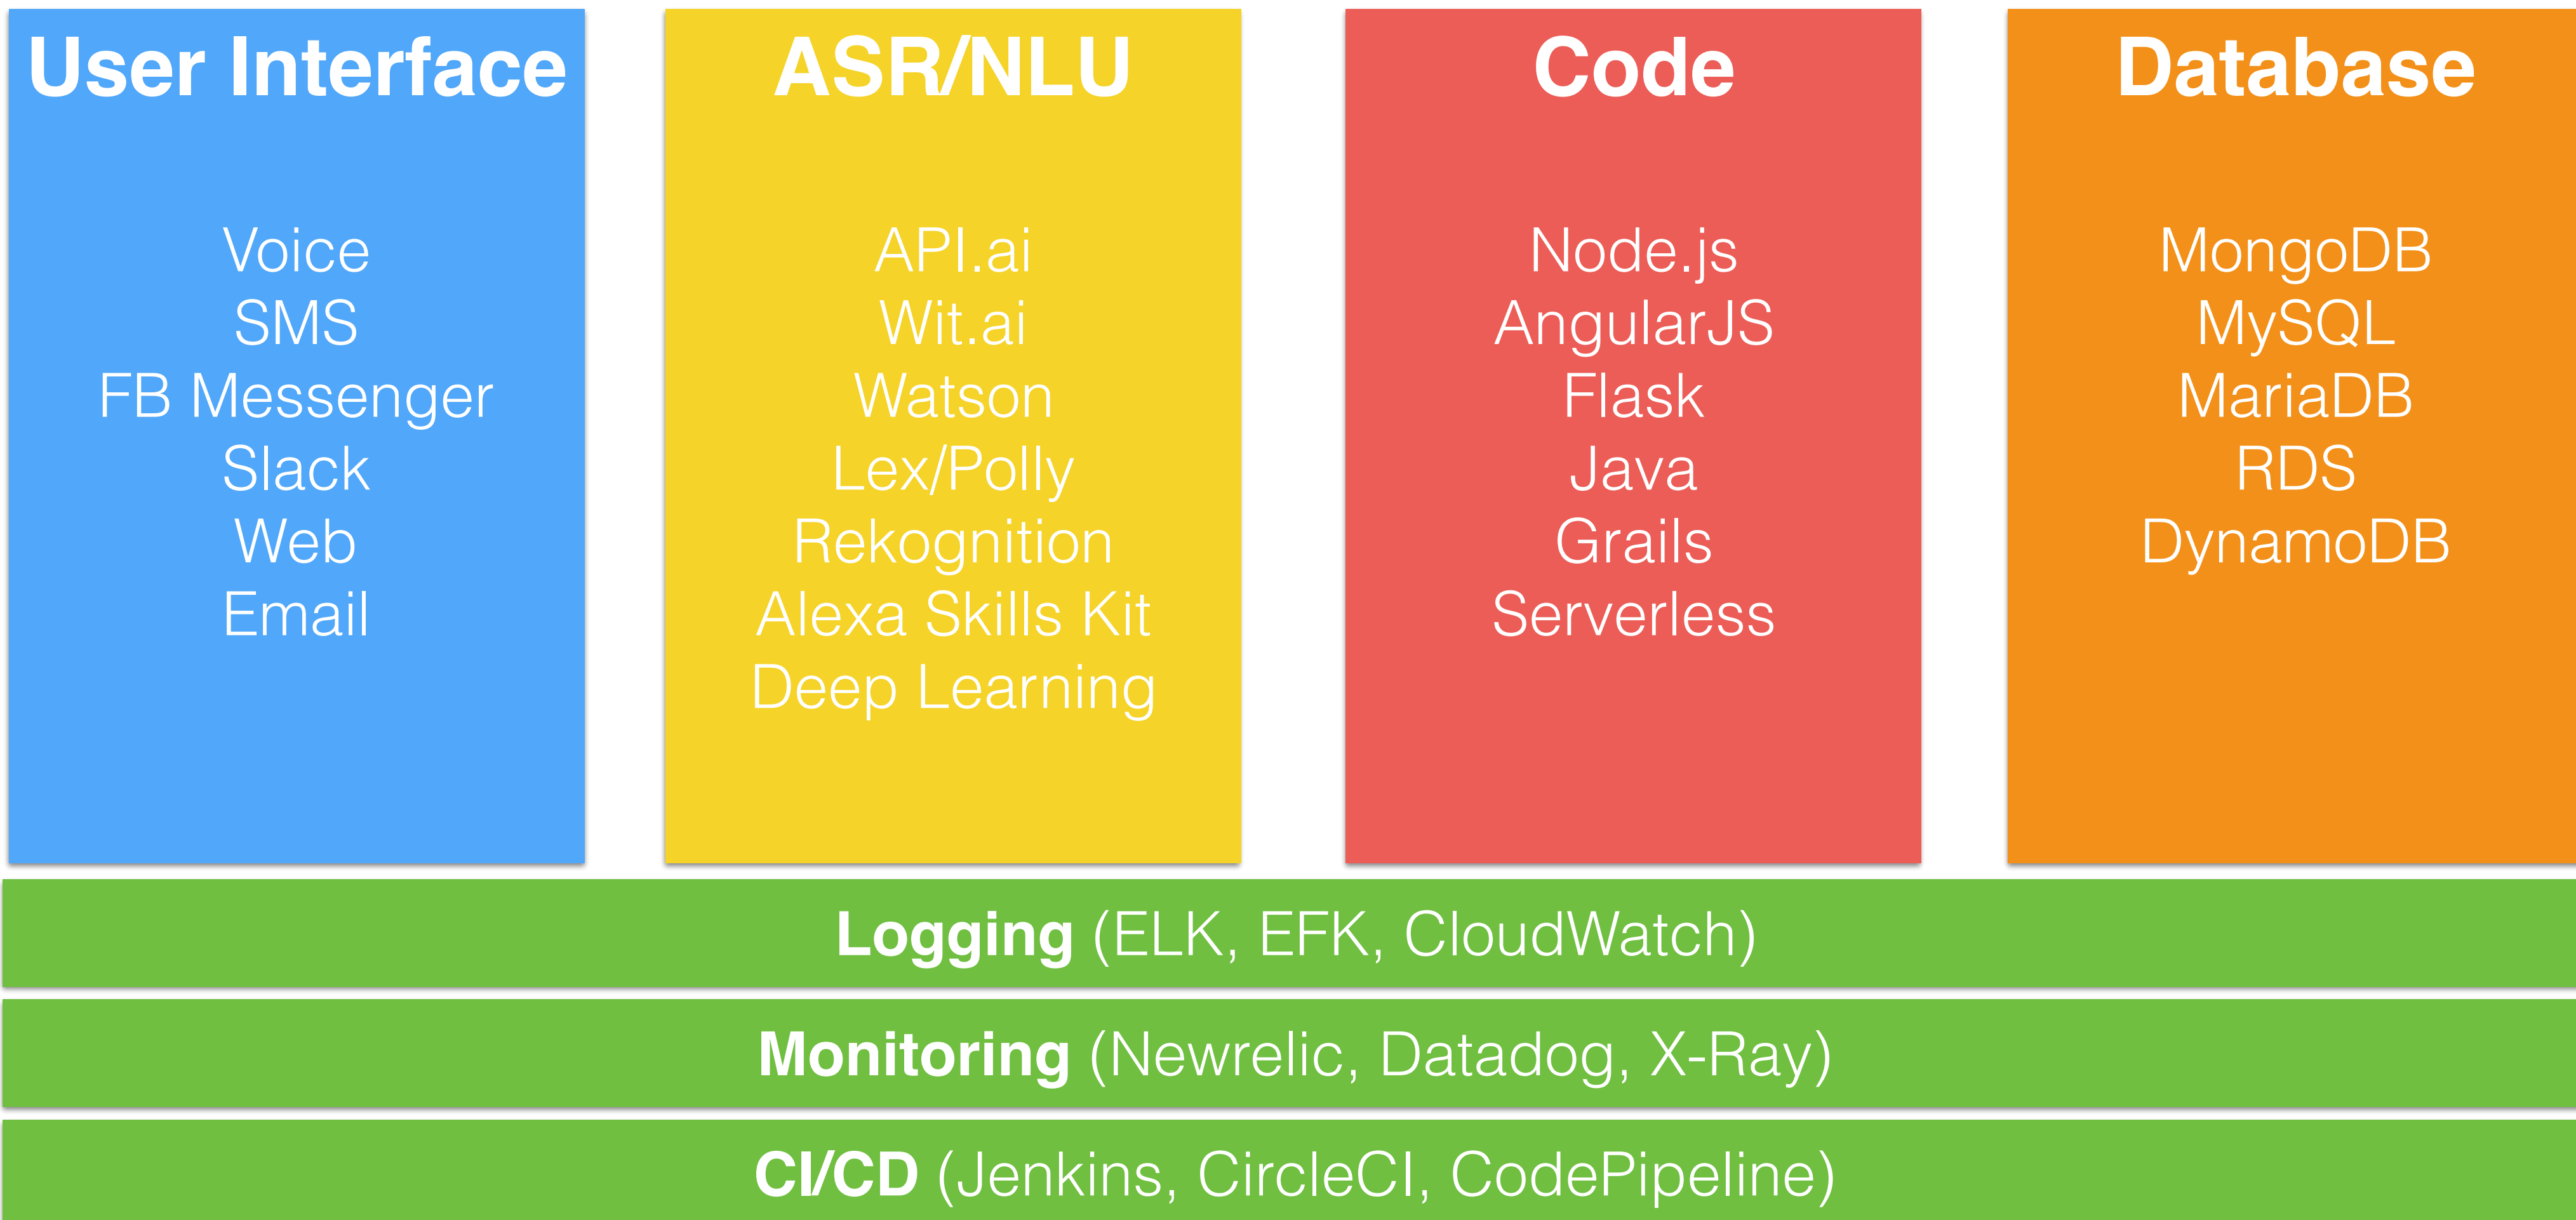 User Interface
Voice
SMS
FB Messenger
Slack
Web
Email
ASR/NLU
API.ai
Wit.ai
Watson
Lex/Polly
Rekognition
Alexa Skills Kit
Deep Learning
Code
Node.js
AngularJS
Flask
Java
Grails
Serverless
Database
MongoDB
MySQL
MariaDB
RDS
DynamoDB
Logging (ELK, EFK, CloudWatch)
Monitoring (Newrelic, Datadog, X-Ray)
CI/CD (Jenkins, CircleCI, CodePipeline)